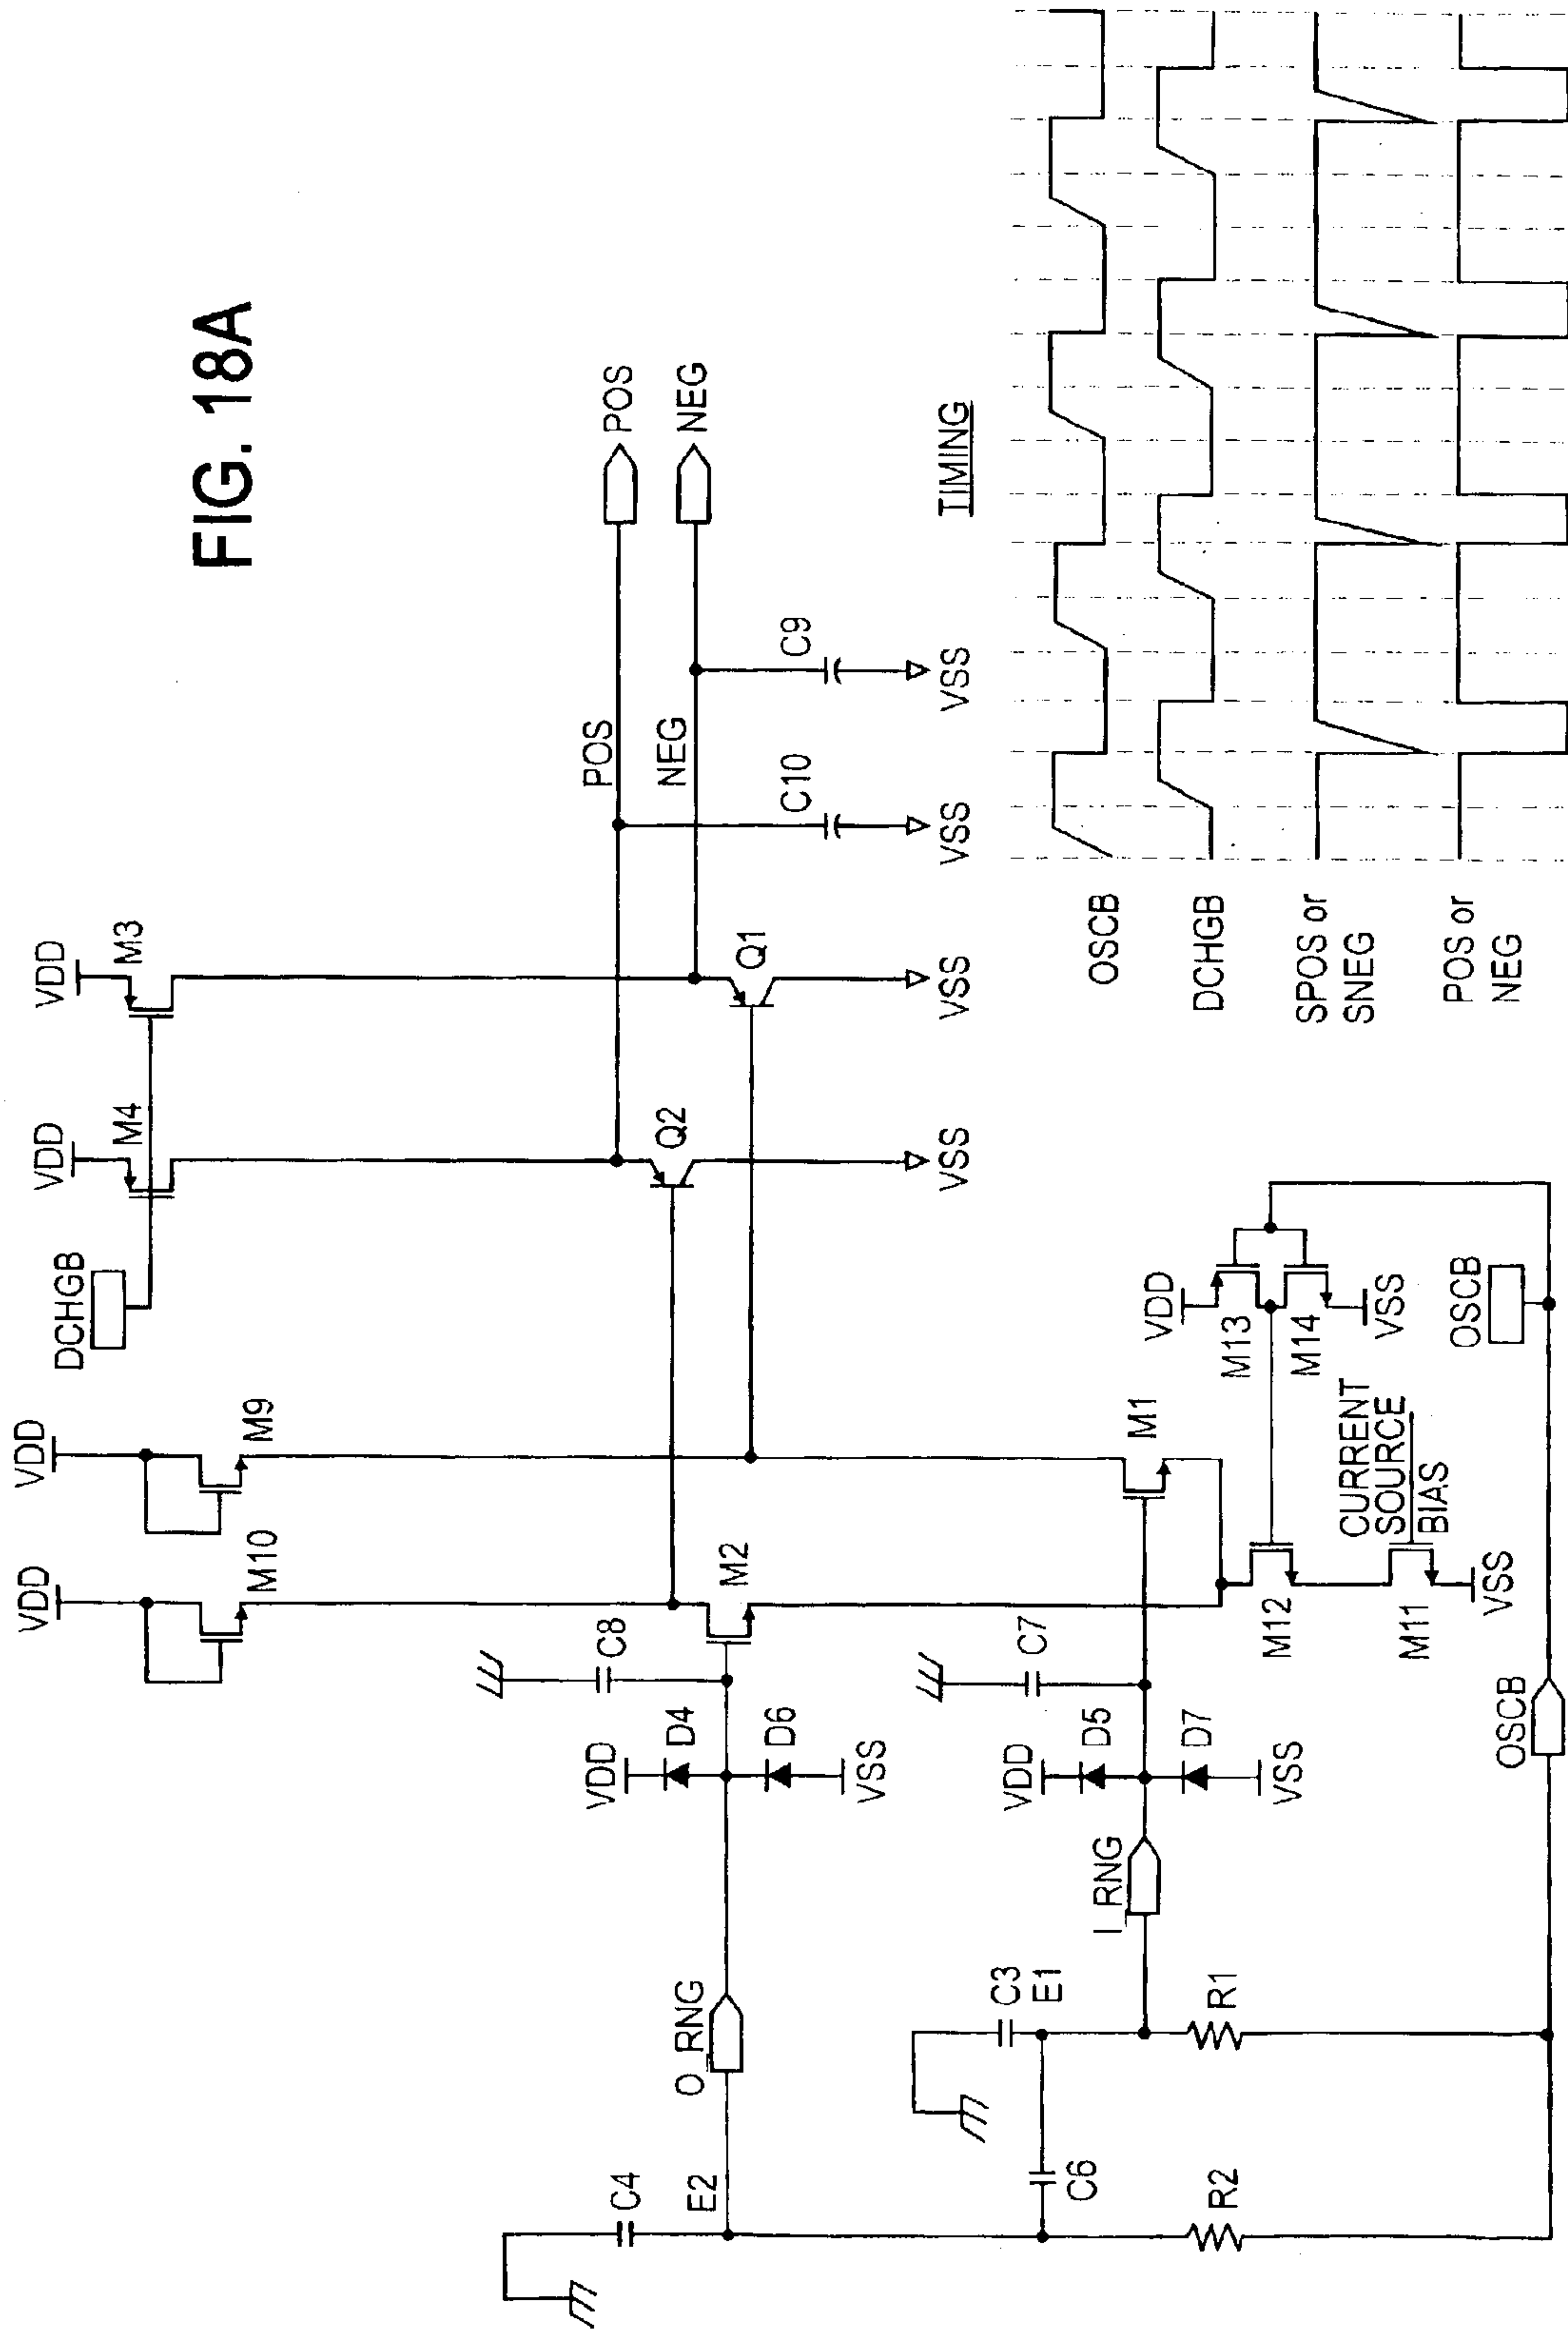 FIG. 18A
VDD
VDD
VDD
VDD
DCHGB
M4
M3
M10
M9
POS
NEG
POS
NEG
Q2
Q1
C10
C9
VSS
VSS
VSS
VSS
C4
E2
O_RNG
VDD
D4
D6
VSS
C8
M2
C3
E1
C6
R2
R1
I_RNG
VDD
D5
D7
VSS
C7
M1
M12
M11
VSS
CURRENT
SOURCE
BIAS
VDD
M13
M14
VSS
OSCB
OSCB
TIMING
OSCB
DCHGB
SPOS or
SNEG
POS or
NEG